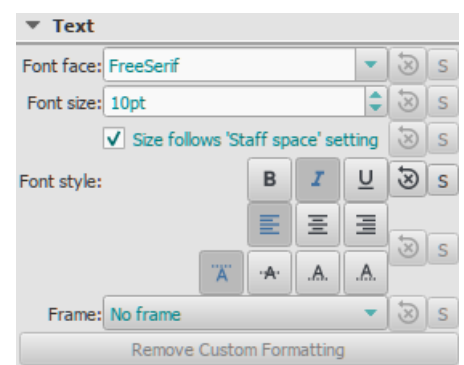 Text
Font face: FreeSerif S
Font size: 10pt S
Size follows 'Staff space' setting S
Font style: B I U S
S
A A A A
Frame: No frame S
Remove Custom Formatting